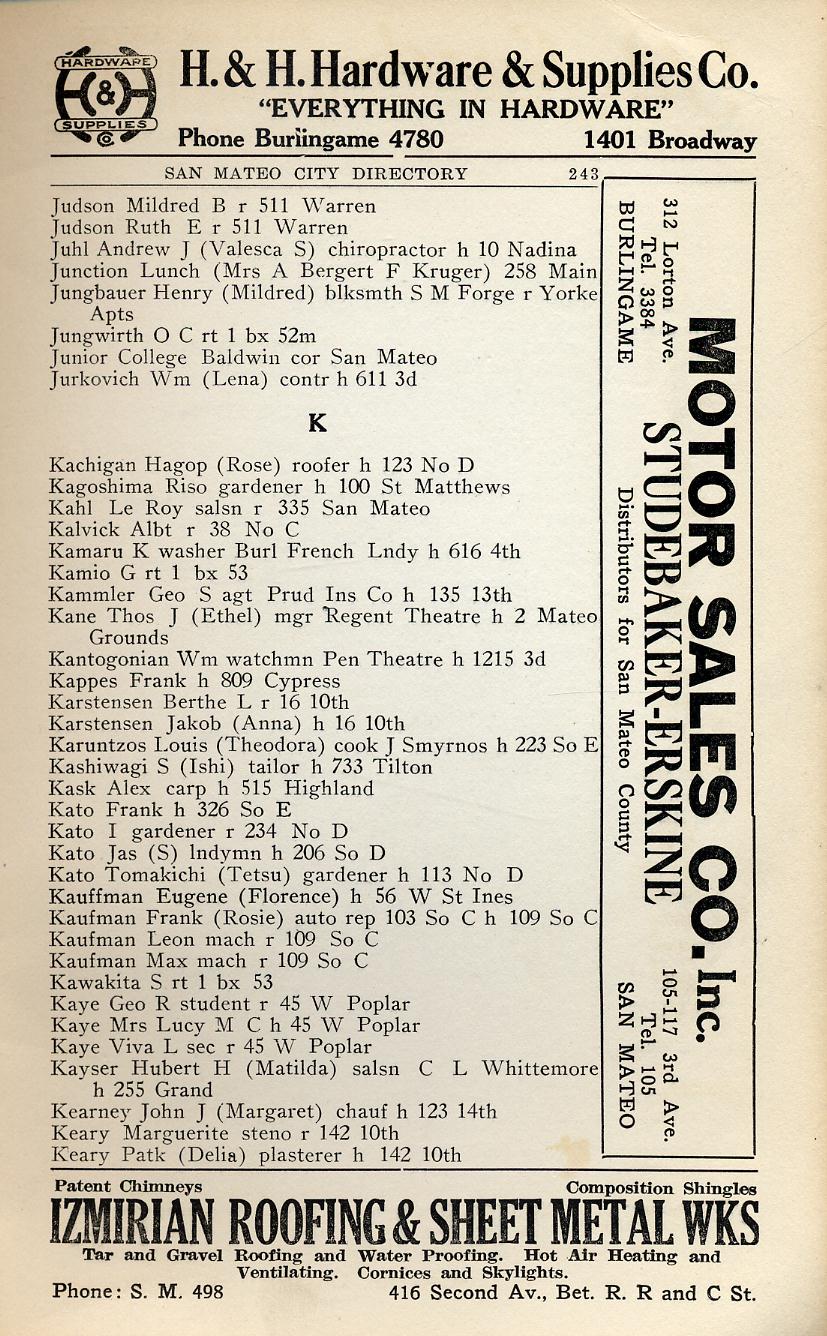 HARDWARE
H&H
SUPPLIES
Co
H. & H. Hardware & Supplies Co.
"EVERYTHING IN HARDWARE"
Phone Burlingame 4780 1401 Broadway
SAN MATEO CITY DIRECTORY 243
Judson Mildred B r 511 Warren
Judson Ruth E r 511 Warren
Juhl Andrew J (Valesca S) chiropractor h 10 Nadina
Junction Lunch (Mrs A Bergert F Kruger) 258 Main
Jungbauer Henry (Mildred) blksmth S M Forge r Yorke
Apts
Jungwirth O C rt 1 bx 52m
Junior College Baldwin cor San Mateo
Jurkovich Wm (Lena) contr h 611 3d
K
Kachigan Hagop (Rose) roofer h 123 No D
Kagoshima Riso gardener h 100 St Matthews
Kahl Le Roy salsn r 335 San Mateo
Kalvick Albt r 38 No C
Kamaru K washer Burl French Lndy h 616 4th
Kamio G rt 1 bx 53
Kammler Geo S agt Prud Ins Co h 135 13th
Kane Thos J (Ethel) mgr Regent Theatre h 2 Mateo
Grounds
Kantogonian Wm watchmn Pen Theatre h 1215 3d
Kappes Frank h 809 Cypress
Karstensen Berthe L r 16 10th
Karstensen Jakob (Anna) h 16 10th
Karuntzos Louis (Theodora) cook J Smyrnos h 223 So E
Kashiwagi S (Ishi) tailor h 733 Tilton
Kask Alex carp h 515 Highland
Kato Frank h 326 So E
Kato I gardener r 234 No D
Kato Jas (S) lndymn h 206 So D
Kato Tomakichi (Tetsu) gardener h 113 No D
Kauffman Eugene (Florence) h 56 W St Ines
Kaufman Frank (Rosie) auto rep 103 So C h 109 So C
Kaufman Leon mach r 109 So C
Kaufman Max mach r 109 So C
Kawakita S rt 1 bx 53
Kaye Geo R student r 45 W Poplar
Kaye Mrs Lucy M C h 45 W Poplar
Kaye Viva L sec r 45 W Poplar
Kayser Hubert H (Matilda) salsn C L Whittemore
h 255 Grand
Kearney John J (Margaret) chauf h 123 14th
Keary Marguerite steno r 142 10th
Keary Patk (Delia) plasterer h 142 10th
MOTOR SALES CO. Inc.
312 Lorton Ave.
Tel. 3384
BURLINGAME
STUDEBAKER-ERSKINE
Distributors for San Mateo County
105-117 3rd Ave.
Tel. 105
SAN MATEO
Patent Chimneys Composition Shingles
IZMIRIAN ROOFING & SHEET METAL WKS
Tar and Gravel Roofing and Water Proofing. Hot Air Heating and
Ventilating. Cornices and Skylights.
Phone: S. M. 498 416 Second Av., Bet. R. R and C St.